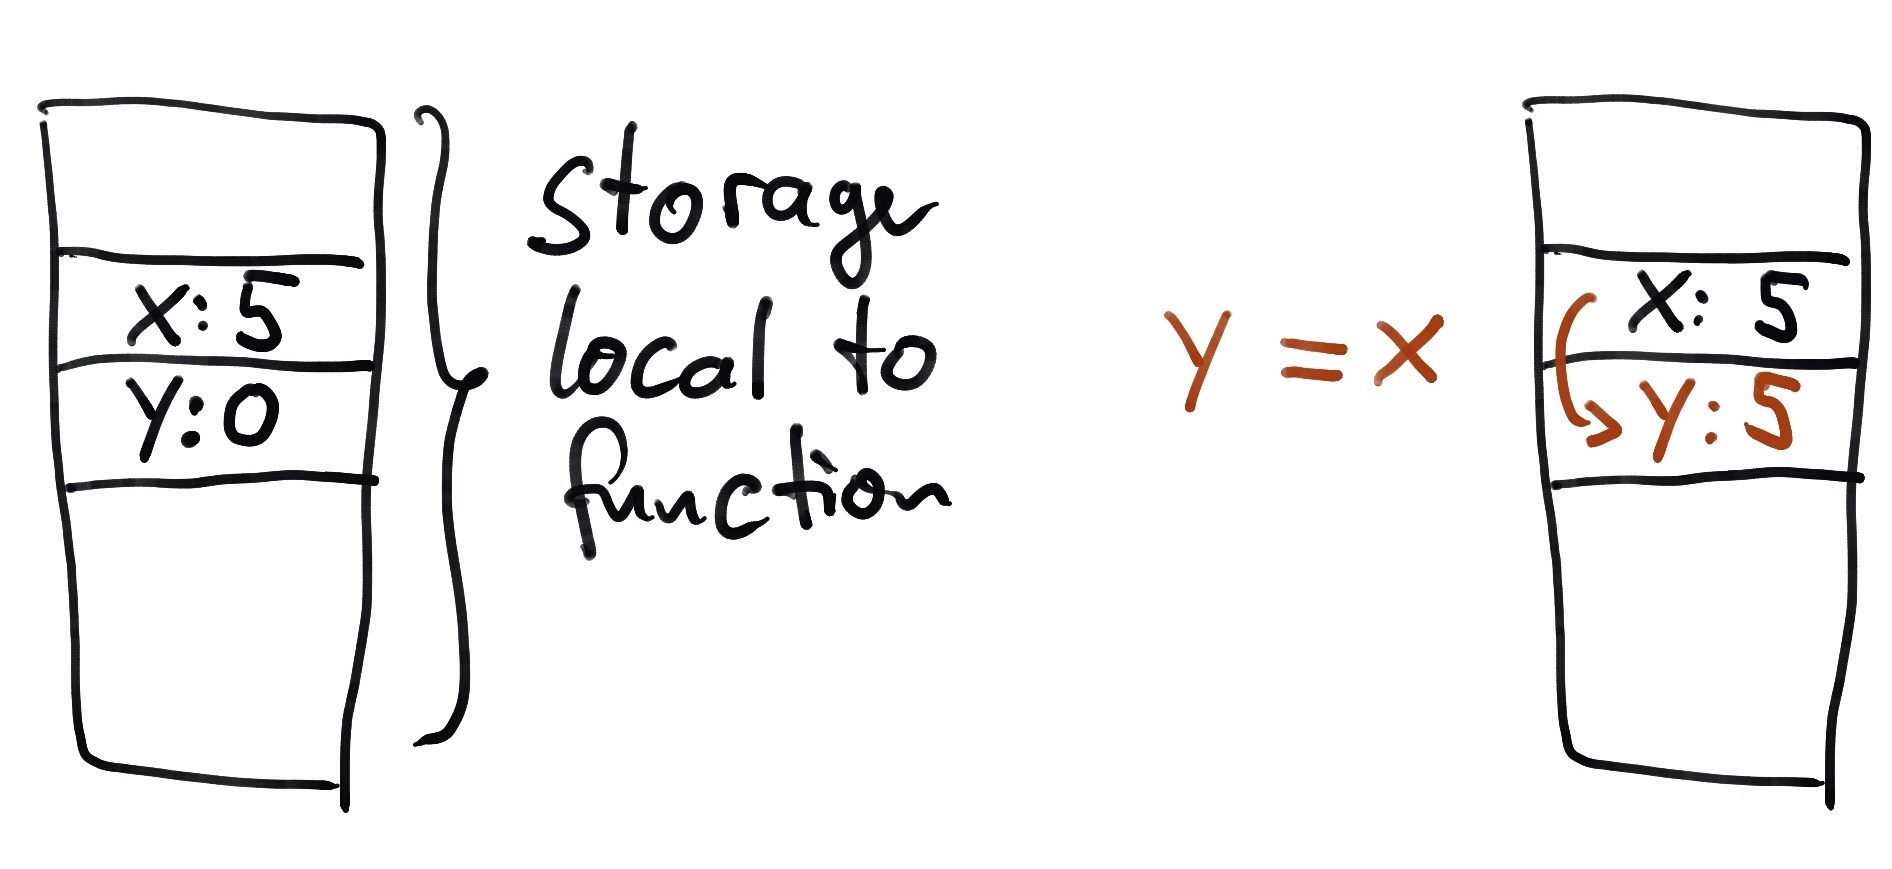 x: 5
y: 0
storage
local to
function
y = x
x: 5
y: 5